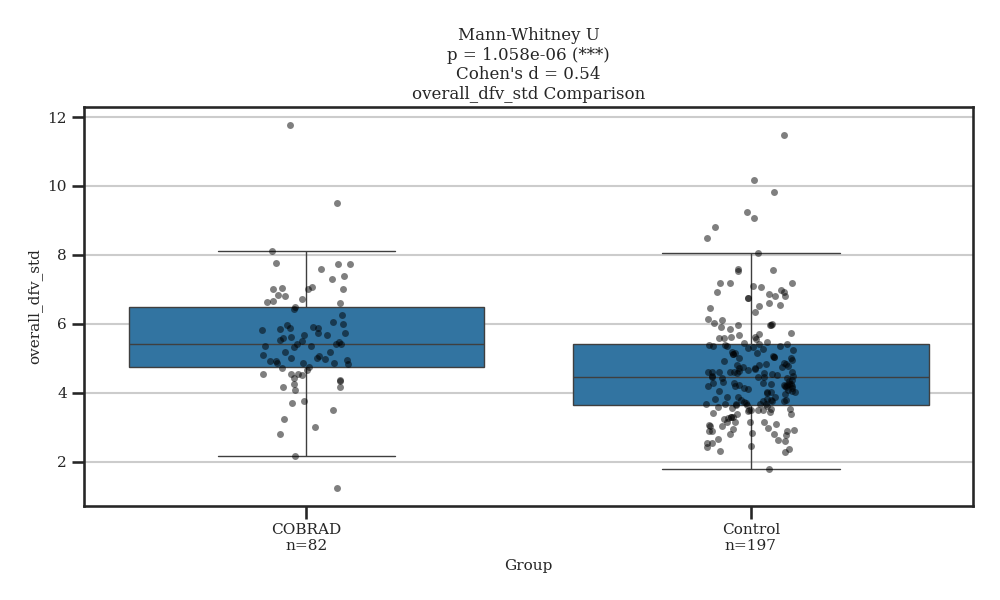 Mann-Whitney U
p = 1.058e-06 (***)
Cohen's d = 0.54
overall_dfv_std Comparison
overall_dfv_std
12
10
8
6
4
2
COBRAD
n=82
Control
n=197
Group